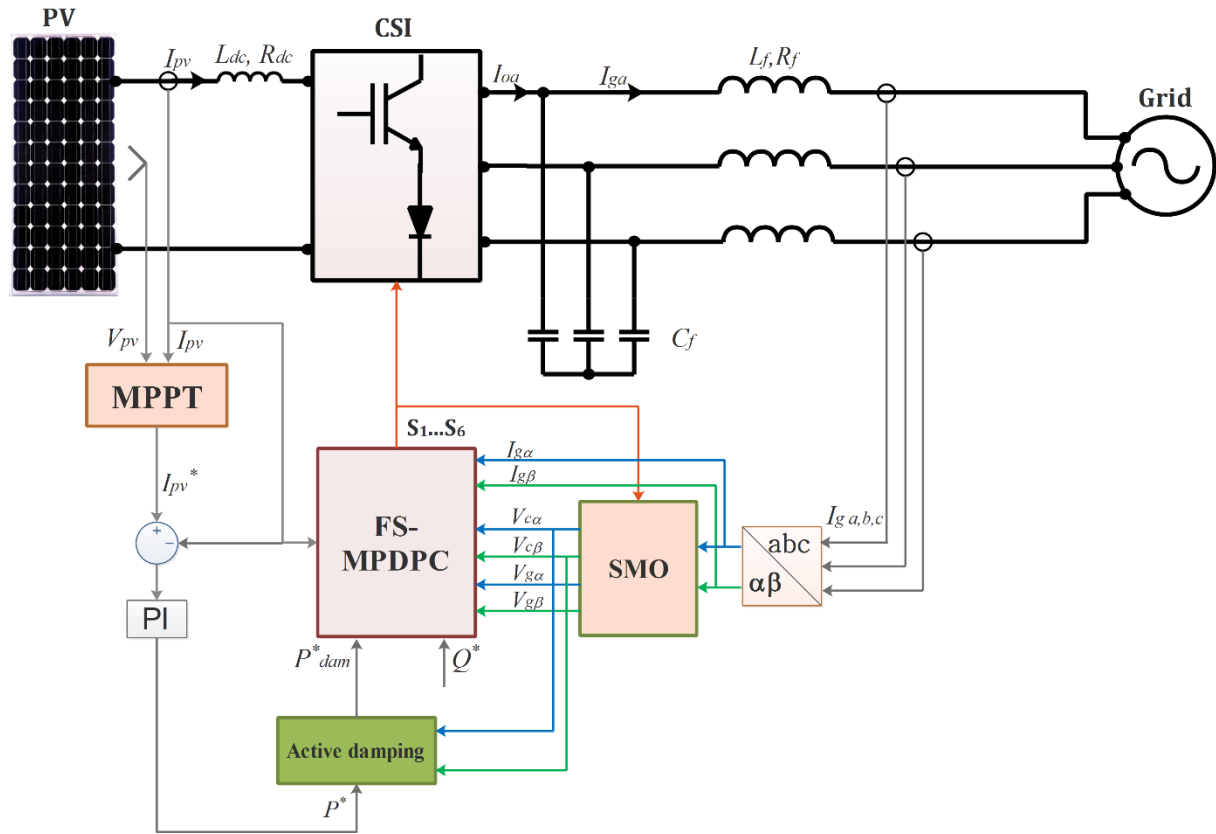 PV
CSI
Grid
Ipv
Ldc, Rdc
Ioa
Iga
Lf,Rf
Cf
Vpv
Ipv
MPPT
S1...S6
Ipv*
+
−
PI
FS-
MPDPC
Igα
Igβ
Vcα
Vcβ
Vgα
Vgβ
SMO
Ig a,b,c
abc
αβ
P*dam
Q*
Active damping
P*